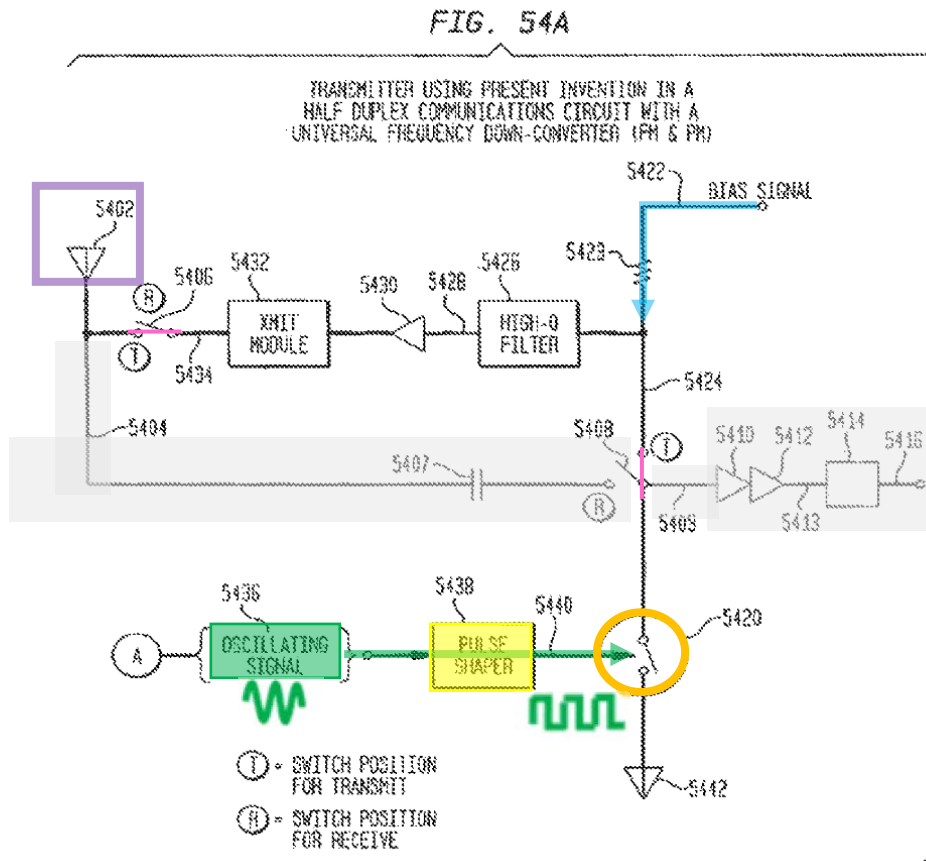 FIG. 54A
TRANSMITTER USING PRESENT INVENTION IN A
HALF DUPLEX COMMUNICATIONS CIRCUIT WITH A
UNIVERSAL FREQUENCY DOWN-CONVERTER (FM & PM)
5422
BIAS SIGNAL
5402
5423
5406
5432
5430
5428
5426
R
XMIT
MODULE
HIGH-Q
FILTER
T
5434
5424
5404
5407
5408
T
5410
5412
5414
5416
R
5409
5413
5436
5438
5440
5420
A
OSCILLATING
SIGNAL
PULSE
SHAPER
T = SWITCH POSITION
FOR TRANSMIT
5442
R = SWITCH POSITION
FOR RECEIVE